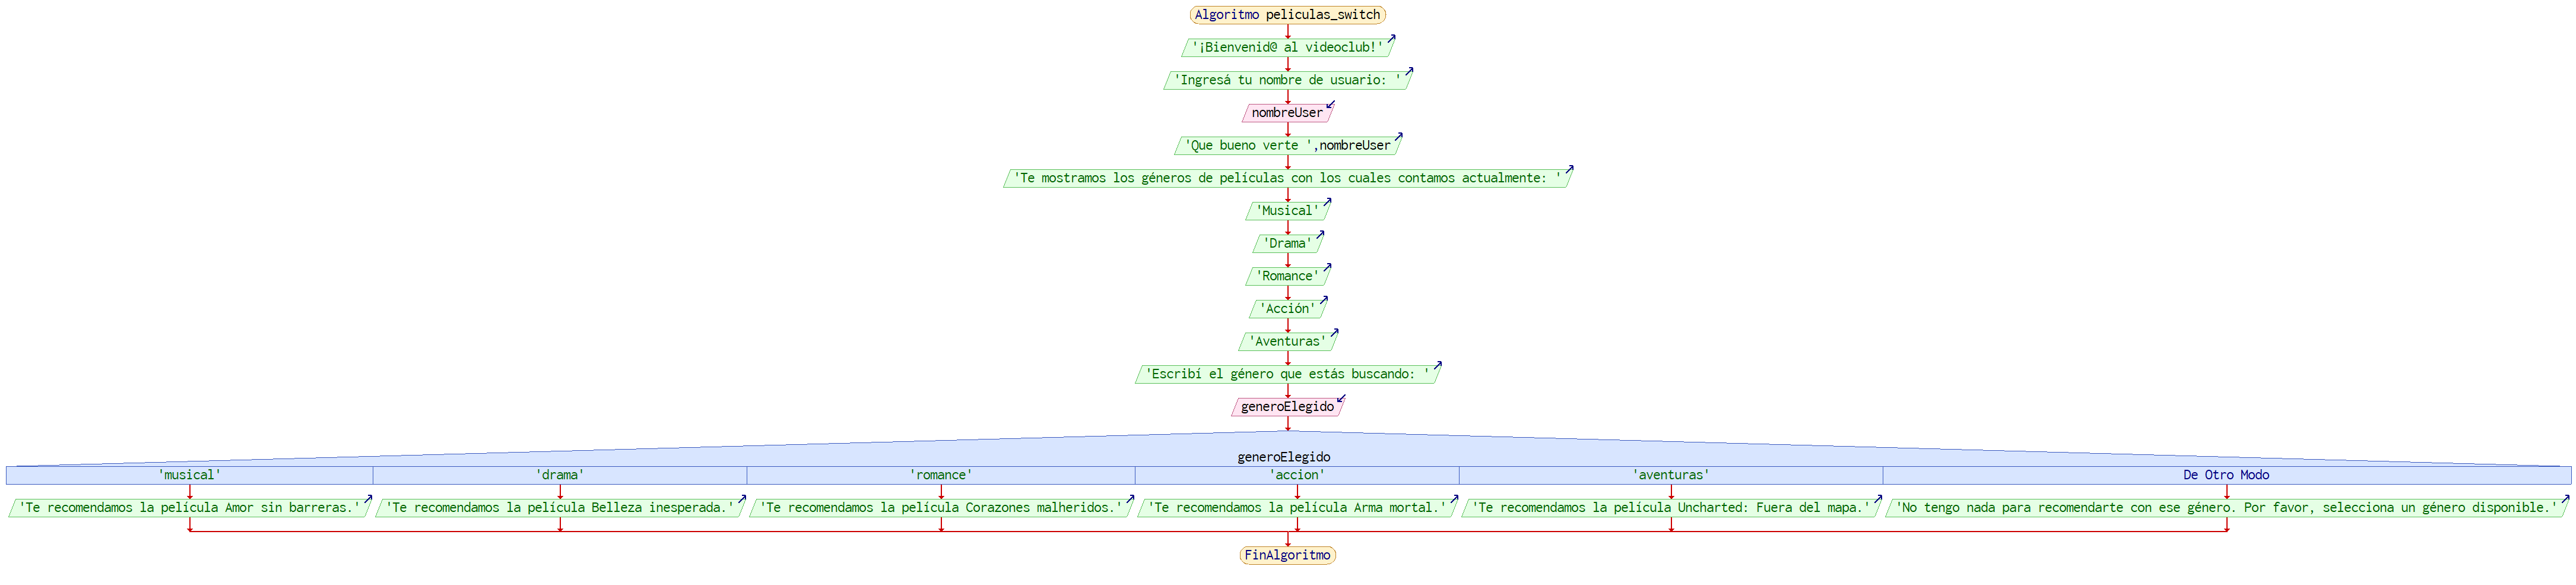 Algoritmo peliculas_switch
'¡Bienvenid@ al videoclub!'
'Ingresá tu nombre de usuario: '
nombreUser
'Que bueno verte ',nombreUser
'Te mostramos los géneros de películas con los cuales contamos actualmente: '
'Musical'
'Drama'
'Romance'
'Acción'
'Aventuras'
'Escribí el género que estás buscando: '
generoElegido
generoElegido
'musical' 'drama' 'romance' 'accion' 'aventuras' De Otro Modo
'Te recomendamos la película Amor sin barreras.' 'Te recomendamos la película Belleza inesperada.' 'Te recomendamos la película Corazones malheridos.' 'Te recomendamos la película Arma mortal.' 'Te recomendamos la película Uncharted: Fuera del mapa.' 'No tengo nada para recomendarte con ese género. Por favor, selecciona un género disponible.'
FinAlgoritmo